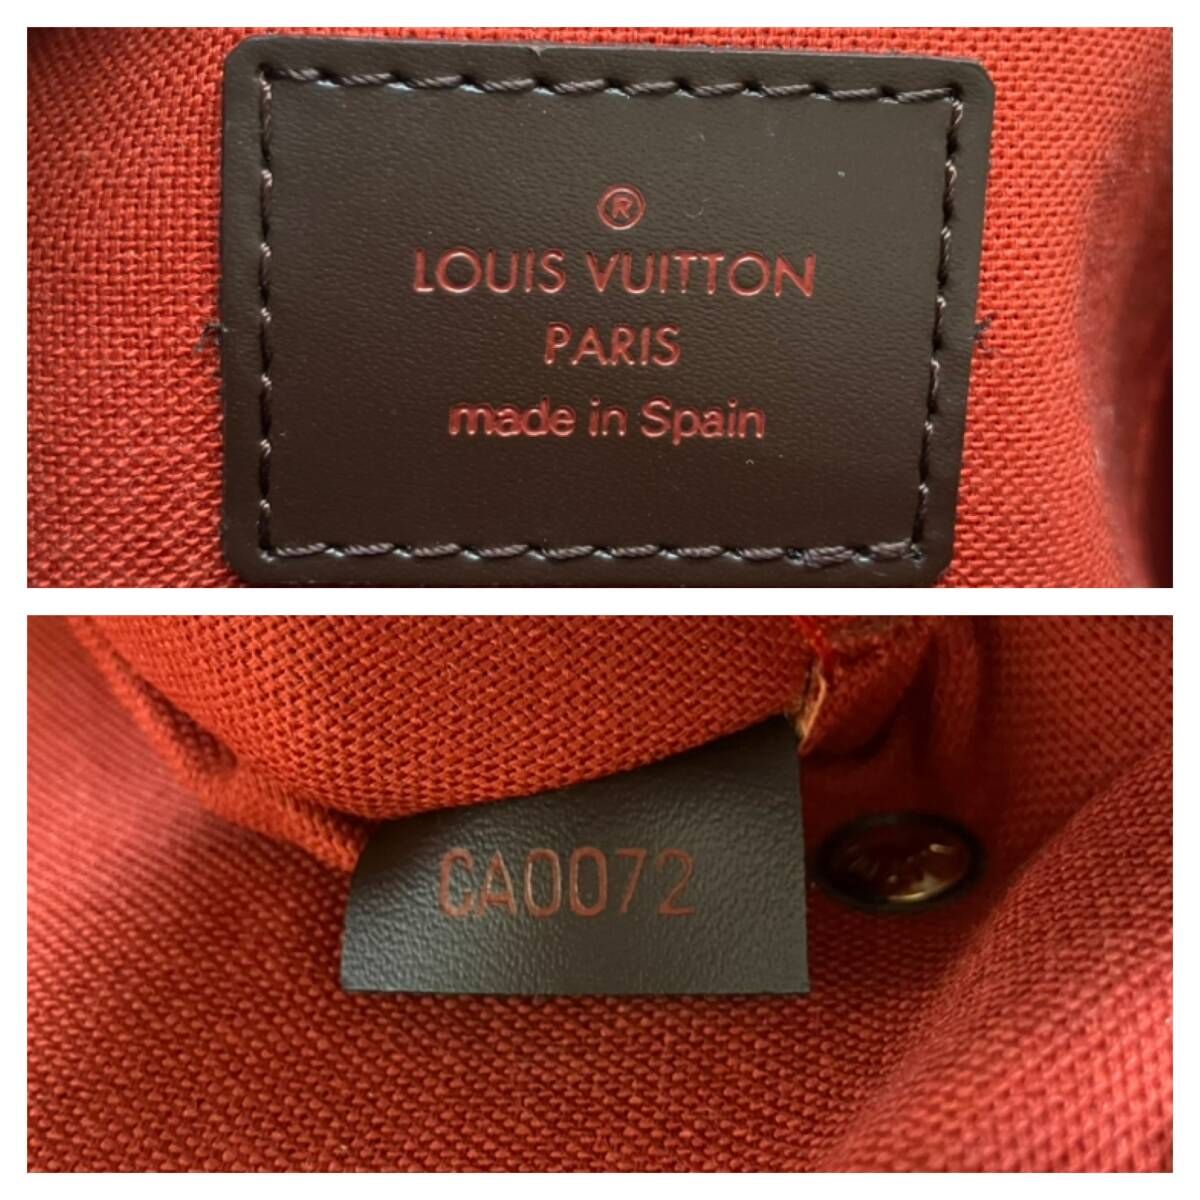 ®
LOUIS VUITTON
PARIS
made in Spain
CA0072